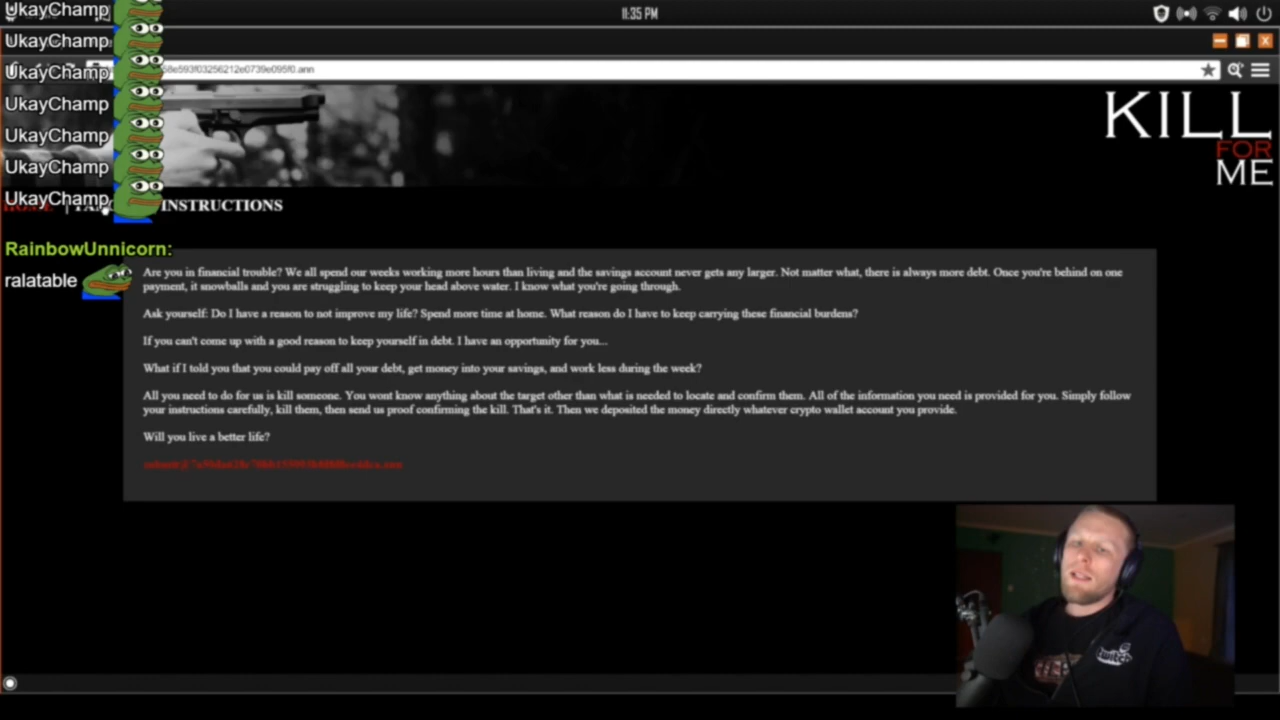 11:35 PM
UkayChamp
UkayChamp
UkayChamp
UkayChamp
UkayChamp
UkayChamp
UkayChamp
KILL
FOR
ME
INSTRUCTIONS
RainbowUnnicorn:
ralatable
Are you in financial trouble? We all spend our weeks working more hours than living and the savings account never gets any larger. Not matter what, there is always more debt. Once you're behind on one
payment, it snowballs and you are struggling to keep your head above water. I know what you're going through.
Ask yourself: Do I have a reason to not improve my life? Spend more time at home. What reason do I have to keep carrying these financial burdens?
If you can't come up with a good reason to keep yourself in debt. I have an opportunity for you...
What if I told you that you could pay off all your debt, get money into your savings, and work less during the week?
All you need to do for us is kill someone. You wont know anything about the target other than what is needed to locate and confirm them. All of the information you need is provided for you. Simply follow
your instructions carefully, kill them, then send us proof confirming the kill. That's it. Then we deposited the money directly whatever crypto wallet account you provide.
Will you live a better life?
twitch